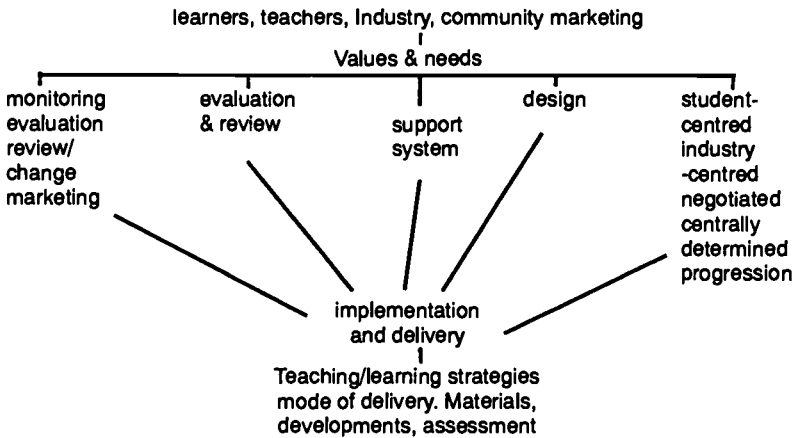 learners, teachers, Industry, community marketing
Values & needs
monitoring
evaluation
review/
change
marketing
evaluation
& review
support
system
design
student-
centred
industry
-centred
negotiated
centrally
determined
progression
implementation
and delivery
Teaching/learning strategies
mode of delivery. Materials,
developments, assessment